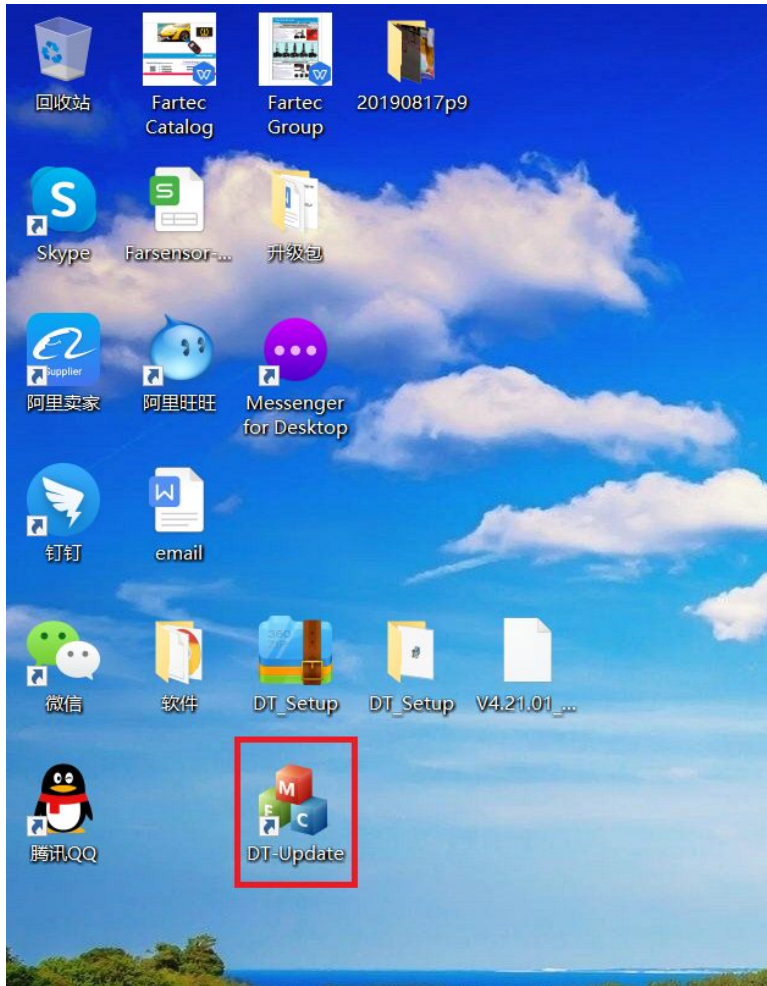 回收站
Fartec
Catalog
Fartec
Group
20190817p9
S
Skype
S
Farsensor-...
升级包
Supplier
阿里卖家
阿里旺旺
Messenger
for Desktop
钉钉
W
email
微信
软件
360
DT_Setup
DT_Setup
V4.21.01_...
腾讯QQ
M
F
C
DT-Update